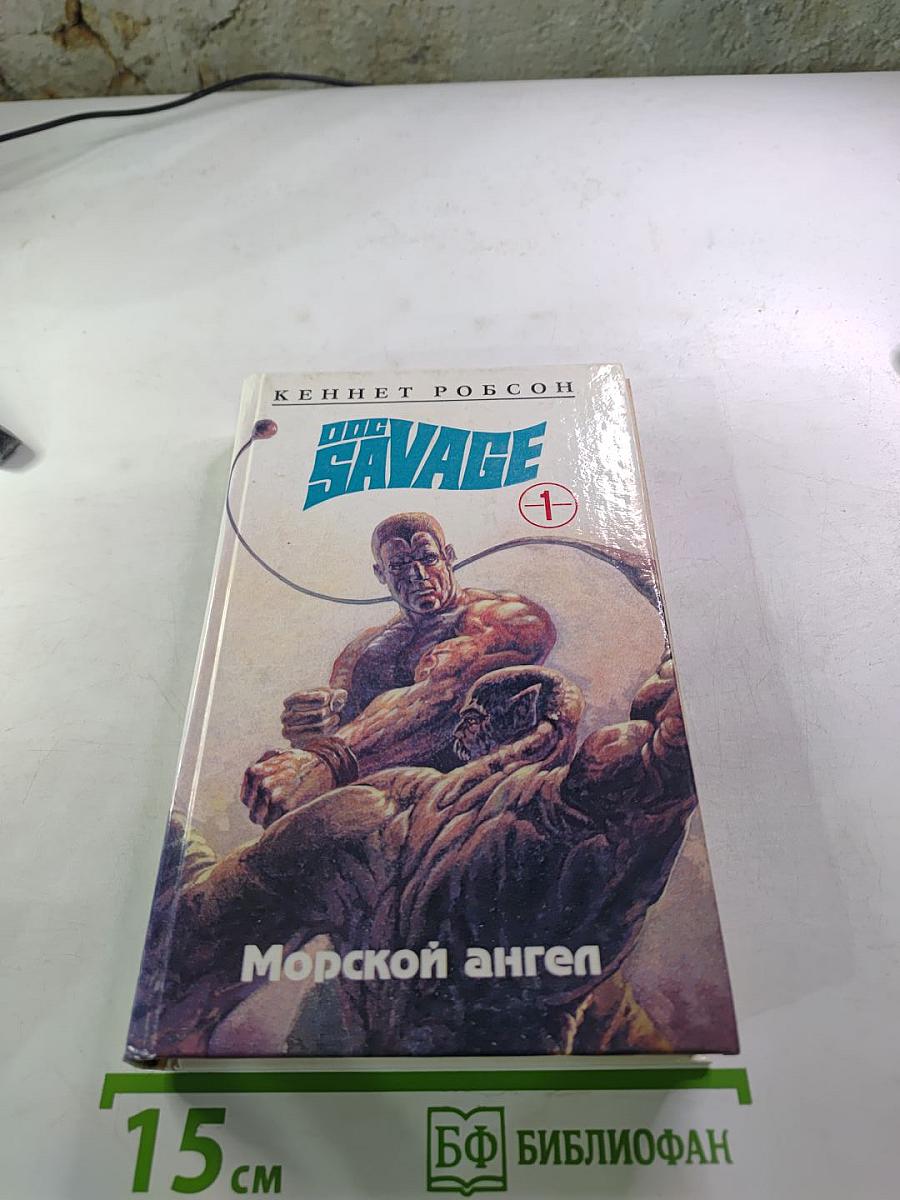 КЕННЕТ РОБСОН
DOC
SAVAGE
1
Морской ангел
15 см
БФ БИБЛИОФАН